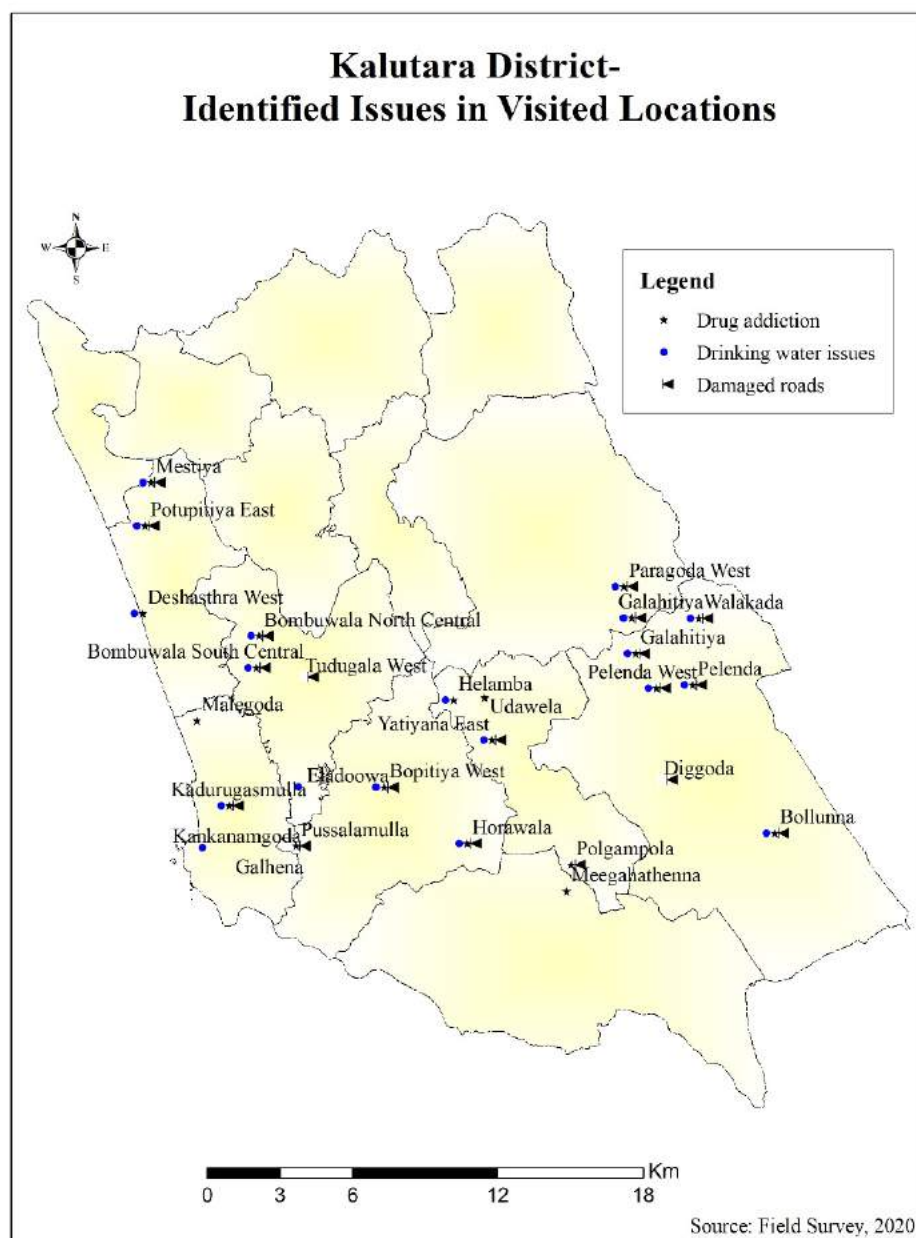 Kalutara District-
Identified Issues in Visited Locations
N
W E
S
Legend
Drug addiction
Drinking water issues
Damaged roads
Mestiya
Potupitiya East
Paragoda West
Deshasthra West
Galahitiya Walakada
Bombuwala North Central
Bombuwala South Central
Galahitiya
Tudugala West
Pelenda West
Pelenda
Helamba
Malegoda
Udawela
Yatiyana East
Eladoowa
Bopitiya West
Diggoda
Kadurugasmulla
Bollunna
Kankanamgoda
Pussalamulla
Horawala
Galhena
Polgampola
Meegahathenna
Km
0 3 6 12 18
Source: Field Survey, 2020